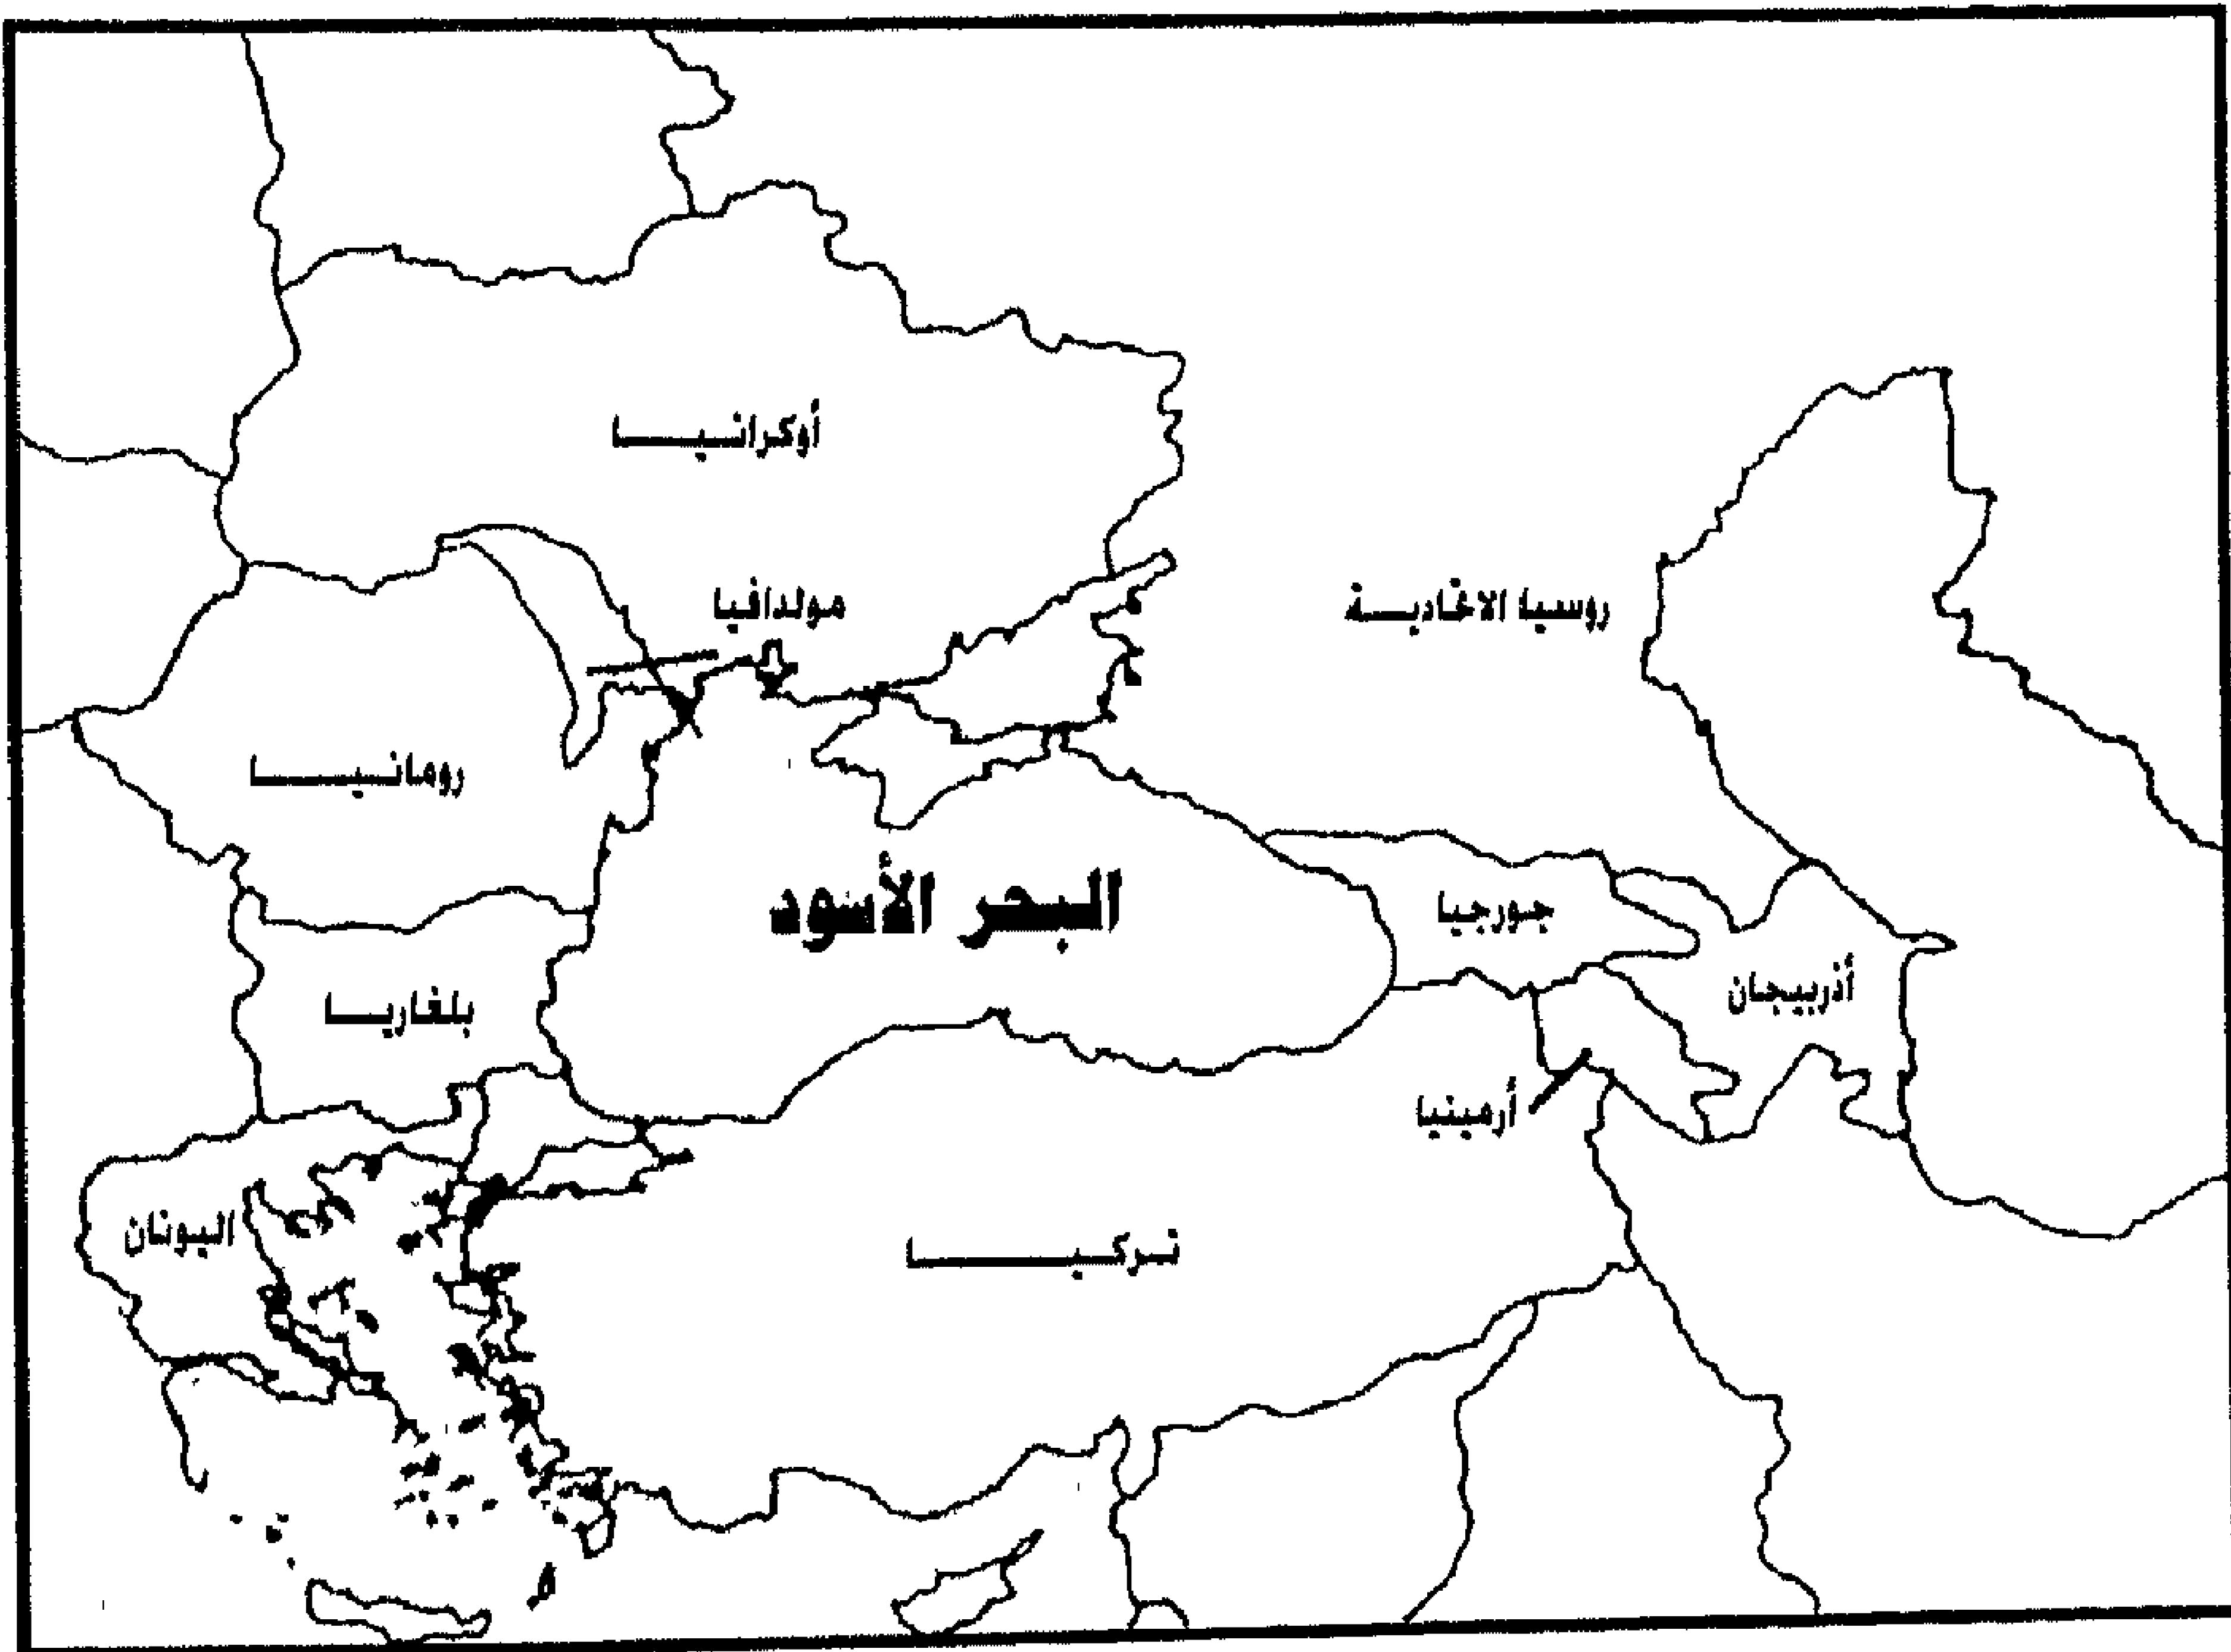 أوكرانيا
مولدافيا
روسيا الاتحادية
رومانيا
البحر الأسود
جورجيا
أذربيجان
بلغاريا
أرمينيا
اليونان
تركيا